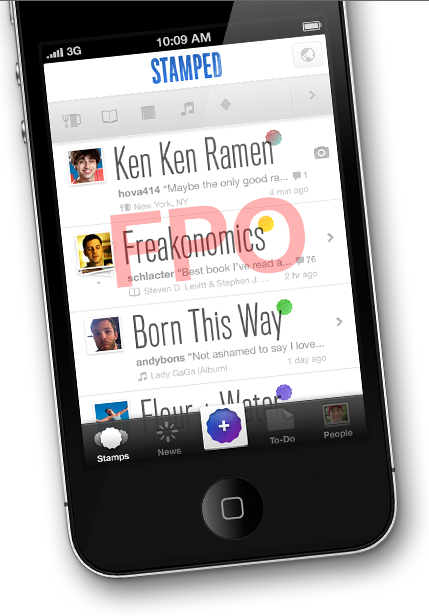 3G 10:09 AM
STAMPED
Ken Ken Ramen
hova414 “Maybe the only good ra... 1
New York, NY 4 min ago
FPO
Freakonomics
schlacter “Best book I've read a... 76
Steven D. Levitt & Stephen J. ... 2 hr ago
Born This Way
andybons “Not ashamed to say I love...
Lady GaGa (Album) 1 day ago
Flour + Water
Stamps News + To-Do People